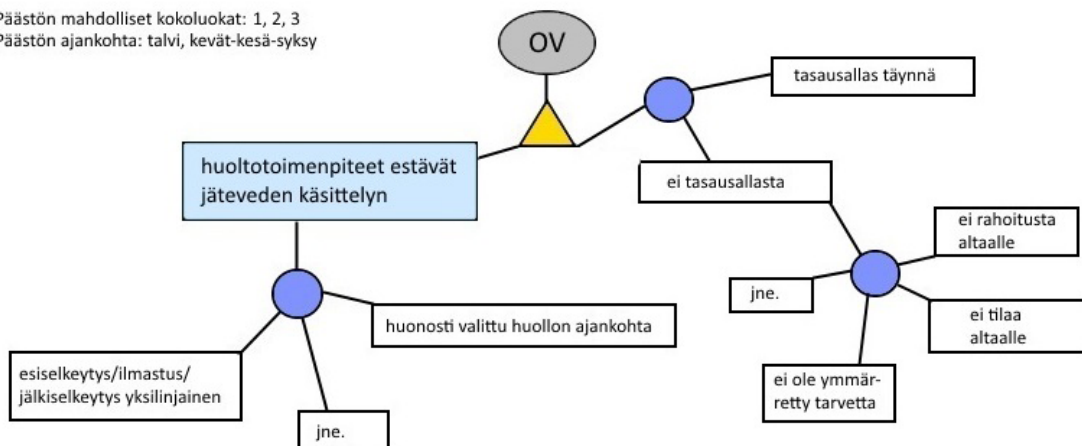 Päästön mahdolliset kokoluokat: 1, 2, 3
Päästön ajankohta: talvi, kevät-kesä-syksy
OV
tasausallas täynnä
huoltotoimenpiteet estävät
jäteveden käsittelyn
ei tasausallasta
ei rahoitusta
altaalle
jne.
ei tilaa
altaalle
huonosti valittu huollon ajankohta
esiselkeytys/ilmastus/
jälkiselkeytys yksilinjainen
ei ole ymmär-
retty tarvetta
jne.